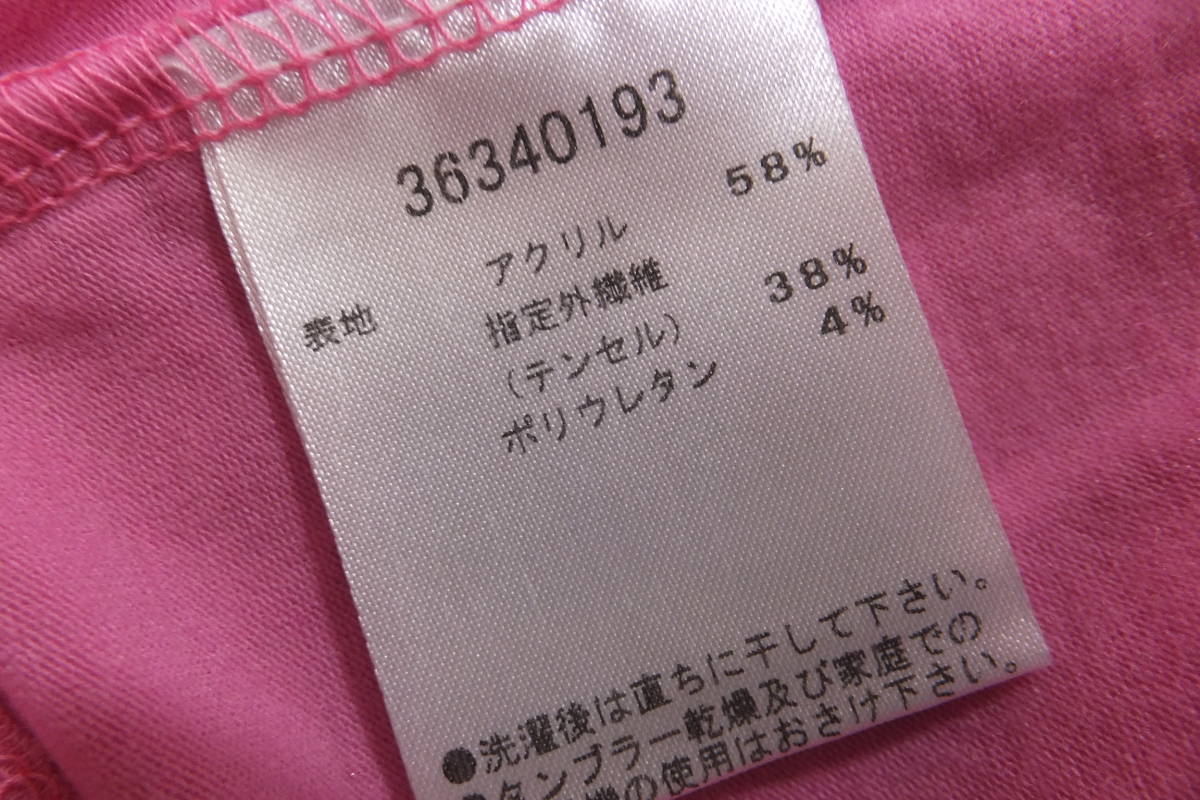 36340193
58%
アクリル
表地 指定外繊維 38%
(テンセル) 4%
ポリウレタン
●洗濯後は直ちに干して下さい。
タンブラー乾燥及び家庭での
機の使用はおさけ下さい。